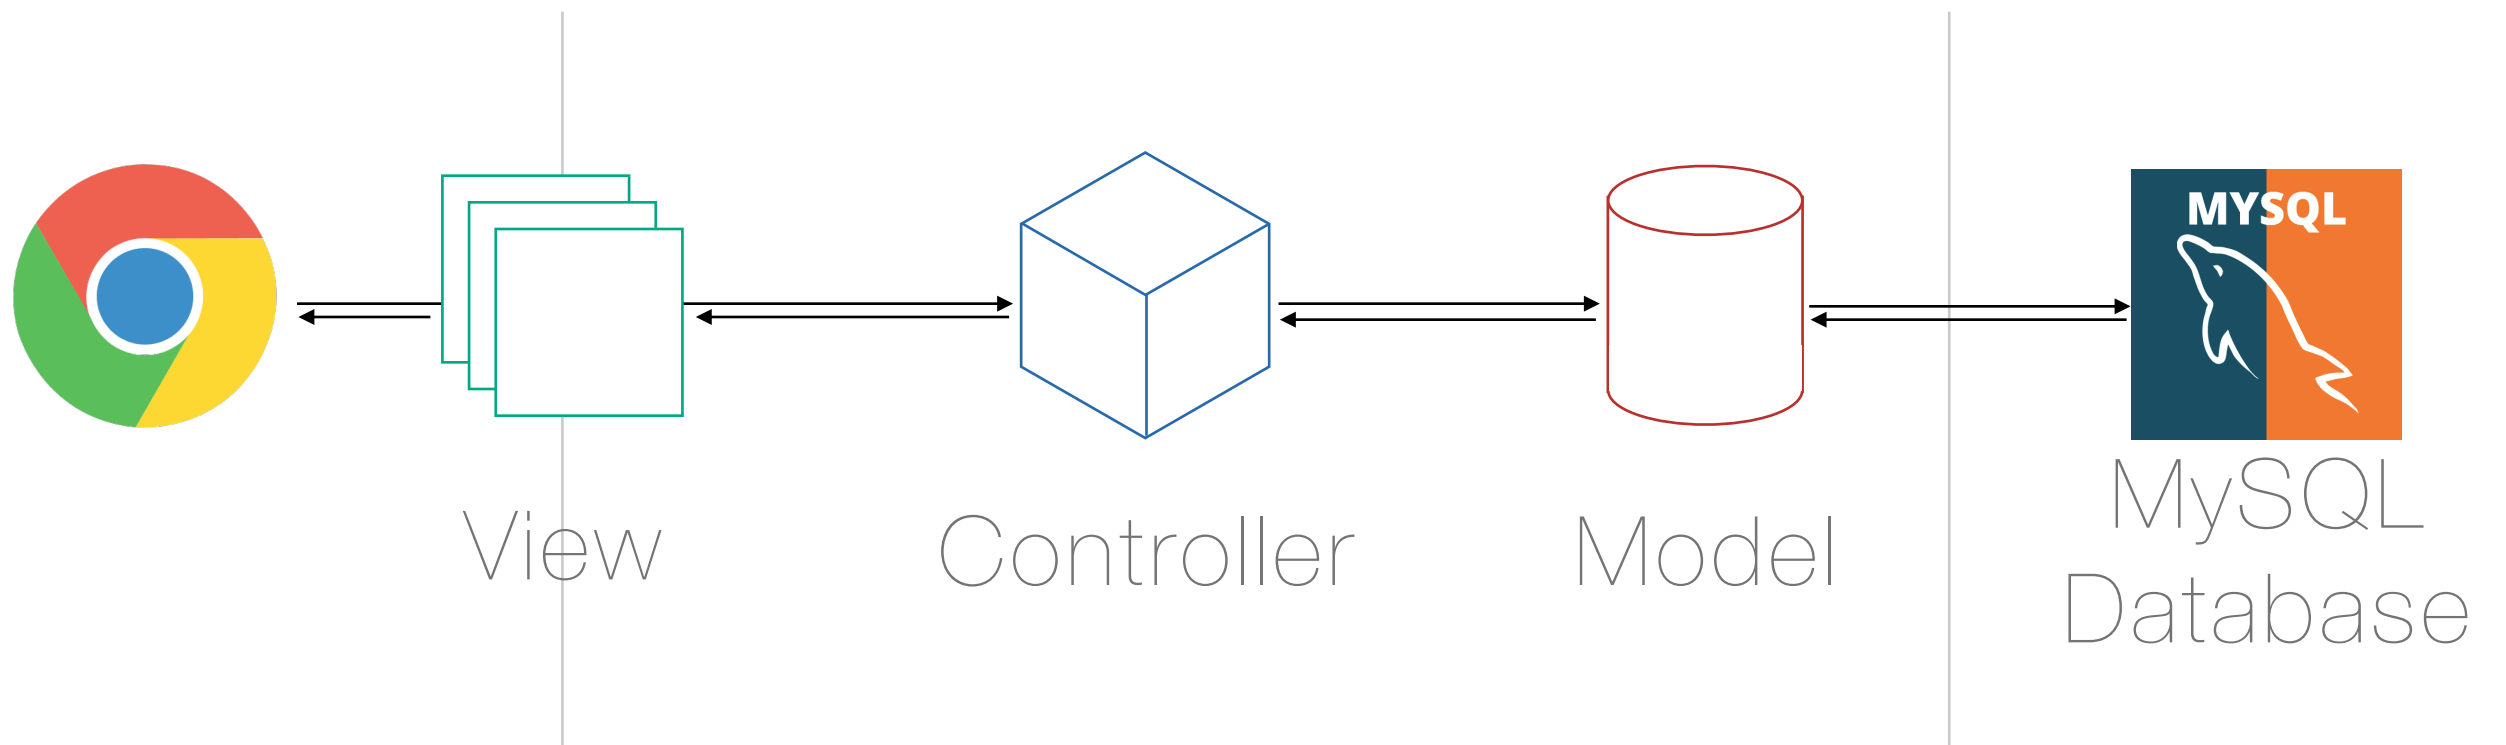 MYSQL
View
Controller
Model
MySQL
Database